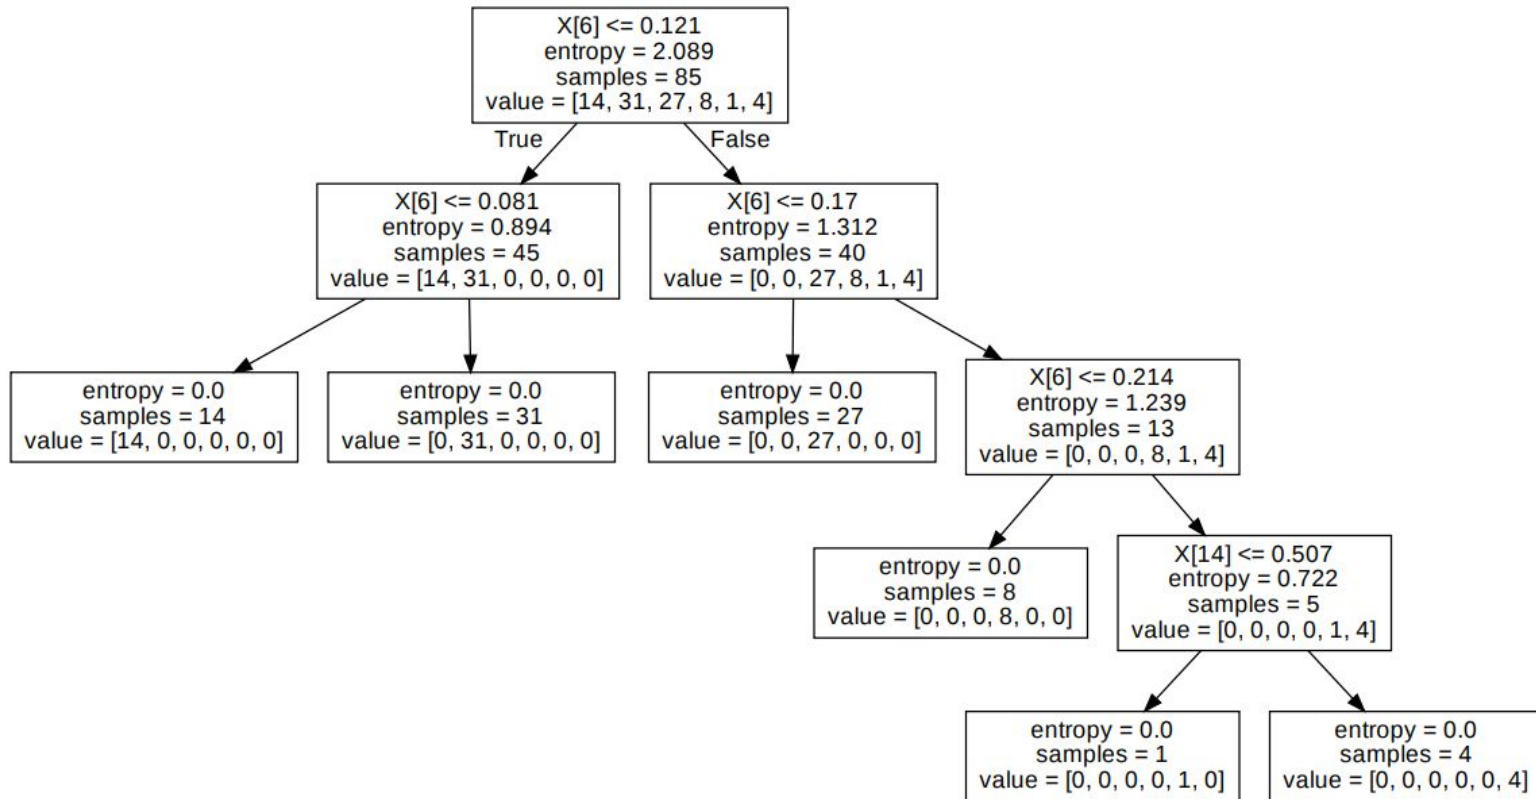 X[6] <= 0.121
entropy = 2.089
samples = 85
value = [14, 31, 27, 8, 1, 4]
True
False
X[6] <= 0.081
entropy = 0.894
samples = 45
value = [14, 31, 0, 0, 0, 0]
X[6] <= 0.17
entropy = 1.312
samples = 40
value = [0, 0, 27, 8, 1, 4]
entropy = 0.0
samples = 14
value = [14, 0, 0, 0, 0, 0]
entropy = 0.0
samples = 31
value = [0, 31, 0, 0, 0, 0]
entropy = 0.0
samples = 27
value = [0, 0, 27, 0, 0, 0]
X[6] <= 0.214
entropy = 1.239
samples = 13
value = [0, 0, 0, 8, 1, 4]
entropy = 0.0
samples = 8
value = [0, 0, 0, 8, 0, 0]
X[14] <= 0.507
entropy = 0.722
samples = 5
value = [0, 0, 0, 0, 1, 4]
entropy = 0.0
samples = 1
value = [0, 0, 0, 0, 1, 0]
entropy = 0.0
samples = 4
value = [0, 0, 0, 0, 0, 4]